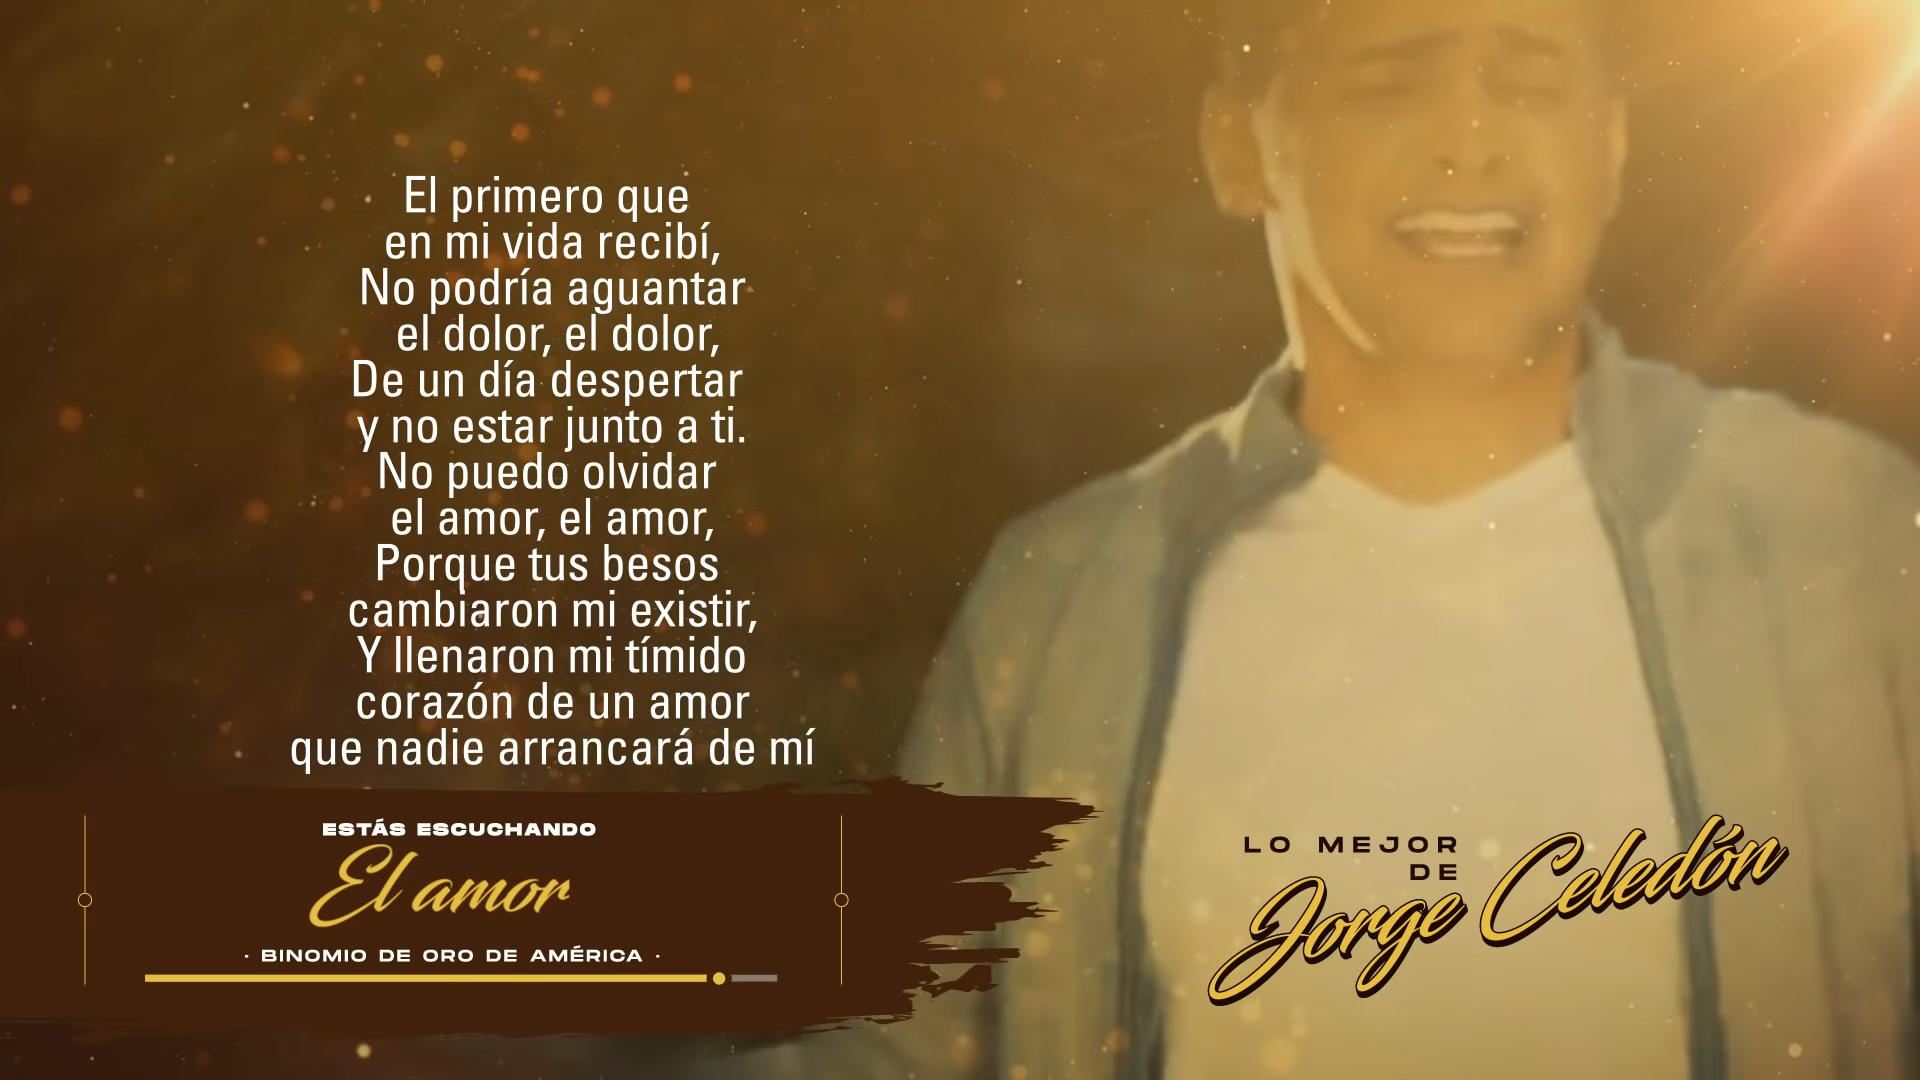 El primero que
en mi vida recibí,
No podría aguantar
el dolor, el dolor,
De un día despertar
y no estar junto a ti.
No puedo olvidar
el amor, el amor,
Porque tus besos
cambiaron mi existir,
Y llenaron mi tímido
corazón de un amor
que nadie arrancará de mí
ESTÁS ESCUCHANDO
El amor
· BINOMIO DE ORO DE AMÉRICA ·
LO MEJOR
DE
Jorge Celedón